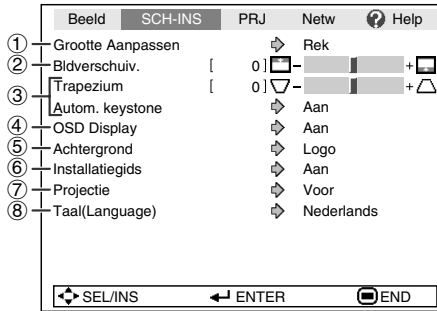 Beeld SCH-INS PRJ Netw ? Help
① Grootte Aanpassen Rek
② Bldverschuiv. [ 0 ] - +
③ Trapezium [ 0 ] - +
Autom. keystone Aan
④ OSD Display Aan
⑤ Achtergrond Logo
⑥ Installatiegids Aan
⑦ Projectie Voor
⑧ Taal(Language) Nederlands
SEL/INS ENTER END